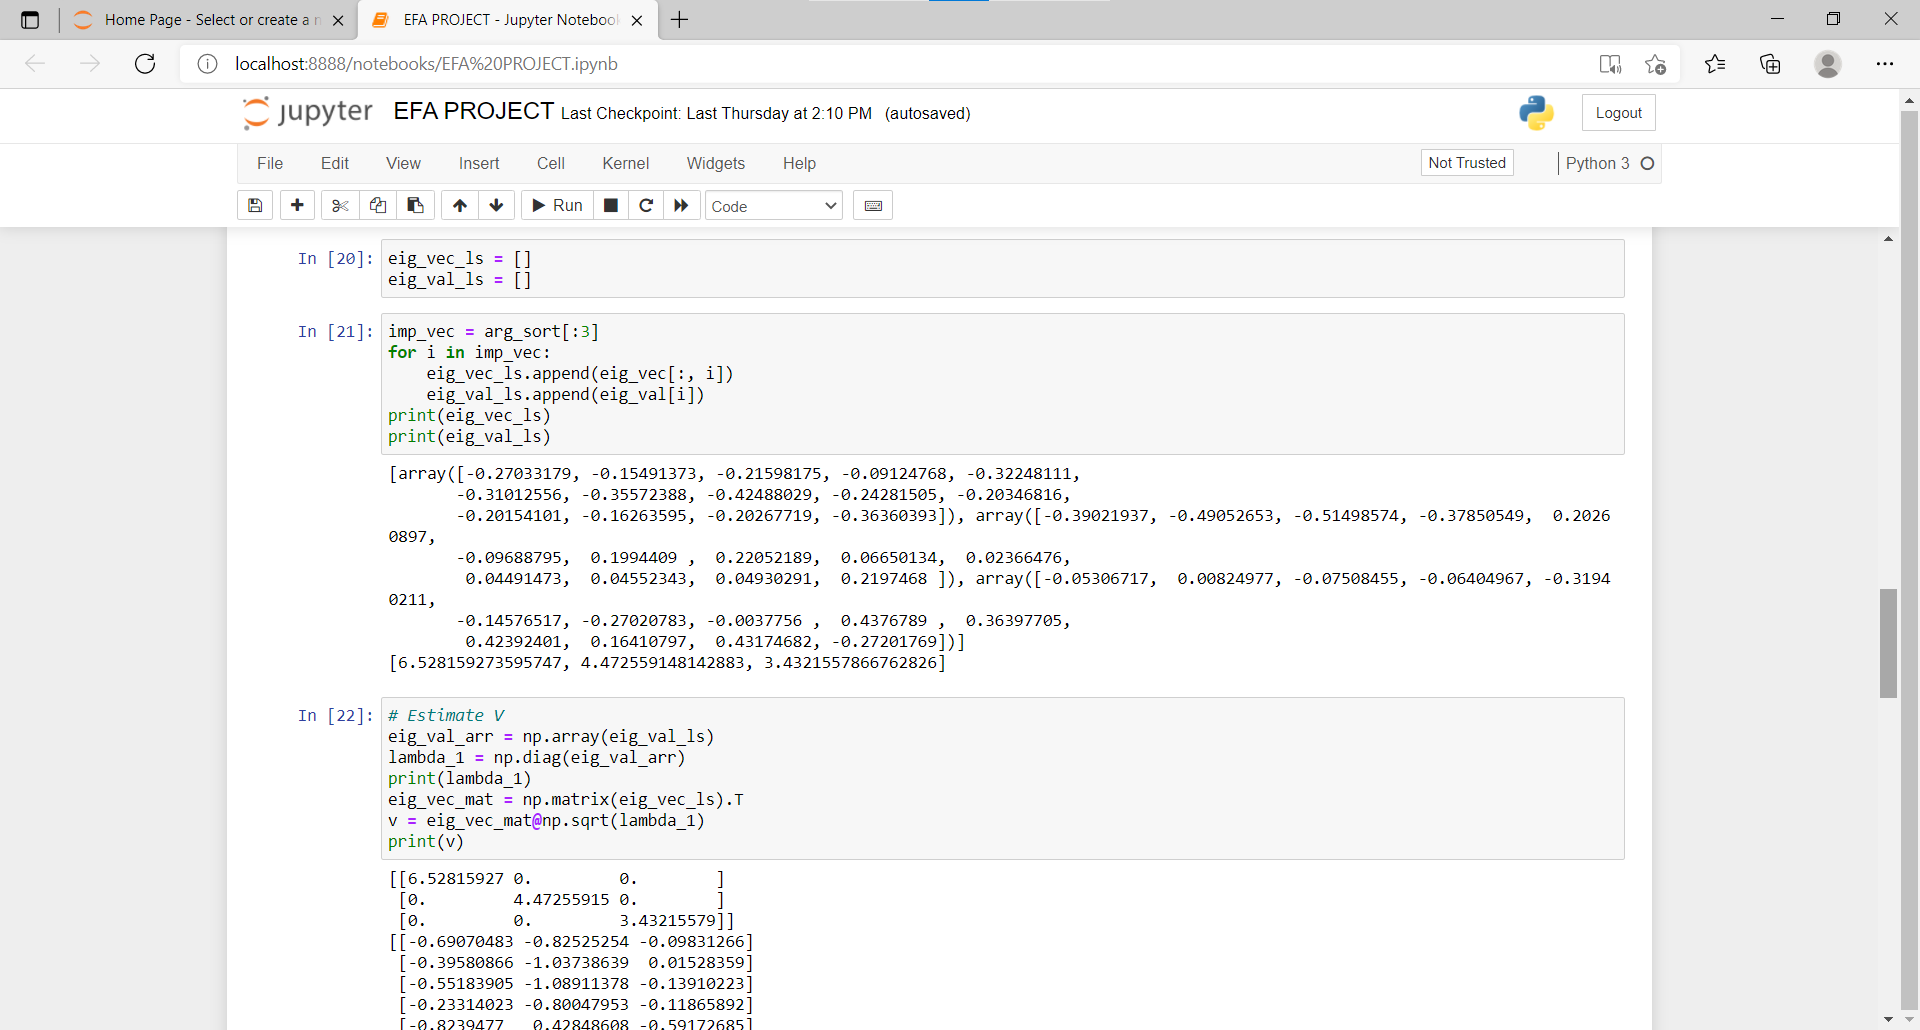 Home Page - Select or create a n
EFA PROJECT - Jupyter Notebook
localhost:8888/notebooks/EFA%20PROJECT.ipynb
jupyter EFA PROJECT Last Checkpoint: Last Thursday at 2:10 PM (autosaved)
Logout
File Edit View Insert Cell Kernel Widgets Help
Not Trusted
Python 3
Run
Code
In [20]: eig_vec_ls = []
eig_val_ls = []
In [21]: imp_vec = arg_sort[:3]
for i in imp_vec:
    eig_vec_ls.append(eig_vec[:, i])
    eig_val_ls.append(eig_val[i])
print(eig_vec_ls)
print(eig_val_ls)
[array([-0.27033179, -0.15491373, -0.21598175, -0.09124768, -0.32248111,
       -0.31012556, -0.35572388, -0.42488029, -0.24281505, -0.20346816,
       -0.20154101, -0.16263595, -0.20267719, -0.36360393]), array([-0.39021937, -0.49052653, -0.51498574, -0.37850549,  0.2026
0897,
       -0.09688795,  0.1994409 ,  0.22052189,  0.06650134,  0.02366476,
        0.04491473,  0.04552343,  0.04930291,  0.2197468 ]), array([-0.05306717,  0.00824977, -0.07508455, -0.06404967, -0.3194
0211,
       -0.14576517, -0.27020783, -0.0037756 ,  0.4376789 ,  0.36397705,
        0.42392401,  0.16410797,  0.43174682, -0.27201769])]
[6.528159273595747, 4.472559148142883, 3.4321557866762826]
In [22]: # Estimate V
eig_val_arr = np.array(eig_val_ls)
lambda_1 = np.diag(eig_val_arr)
print(lambda_1)
eig_vec_mat = np.matrix(eig_vec_ls).T
v = eig_vec_mat@np.sqrt(lambda_1)
print(v)
[[6.52815927 0.         0.        ]
 [0.         4.47255915 0.        ]
 [0.         0.         3.43215579]]
[[-0.69070483 -0.82525254 -0.09831266]
 [-0.39580866 -1.03738639  0.01528359]
 [-0.55183905 -1.08911378 -0.13910223]
 [-0.23314023 -0.80047953 -0.11865892]
 [-0.8239477   0.42848608 -0.59172685]